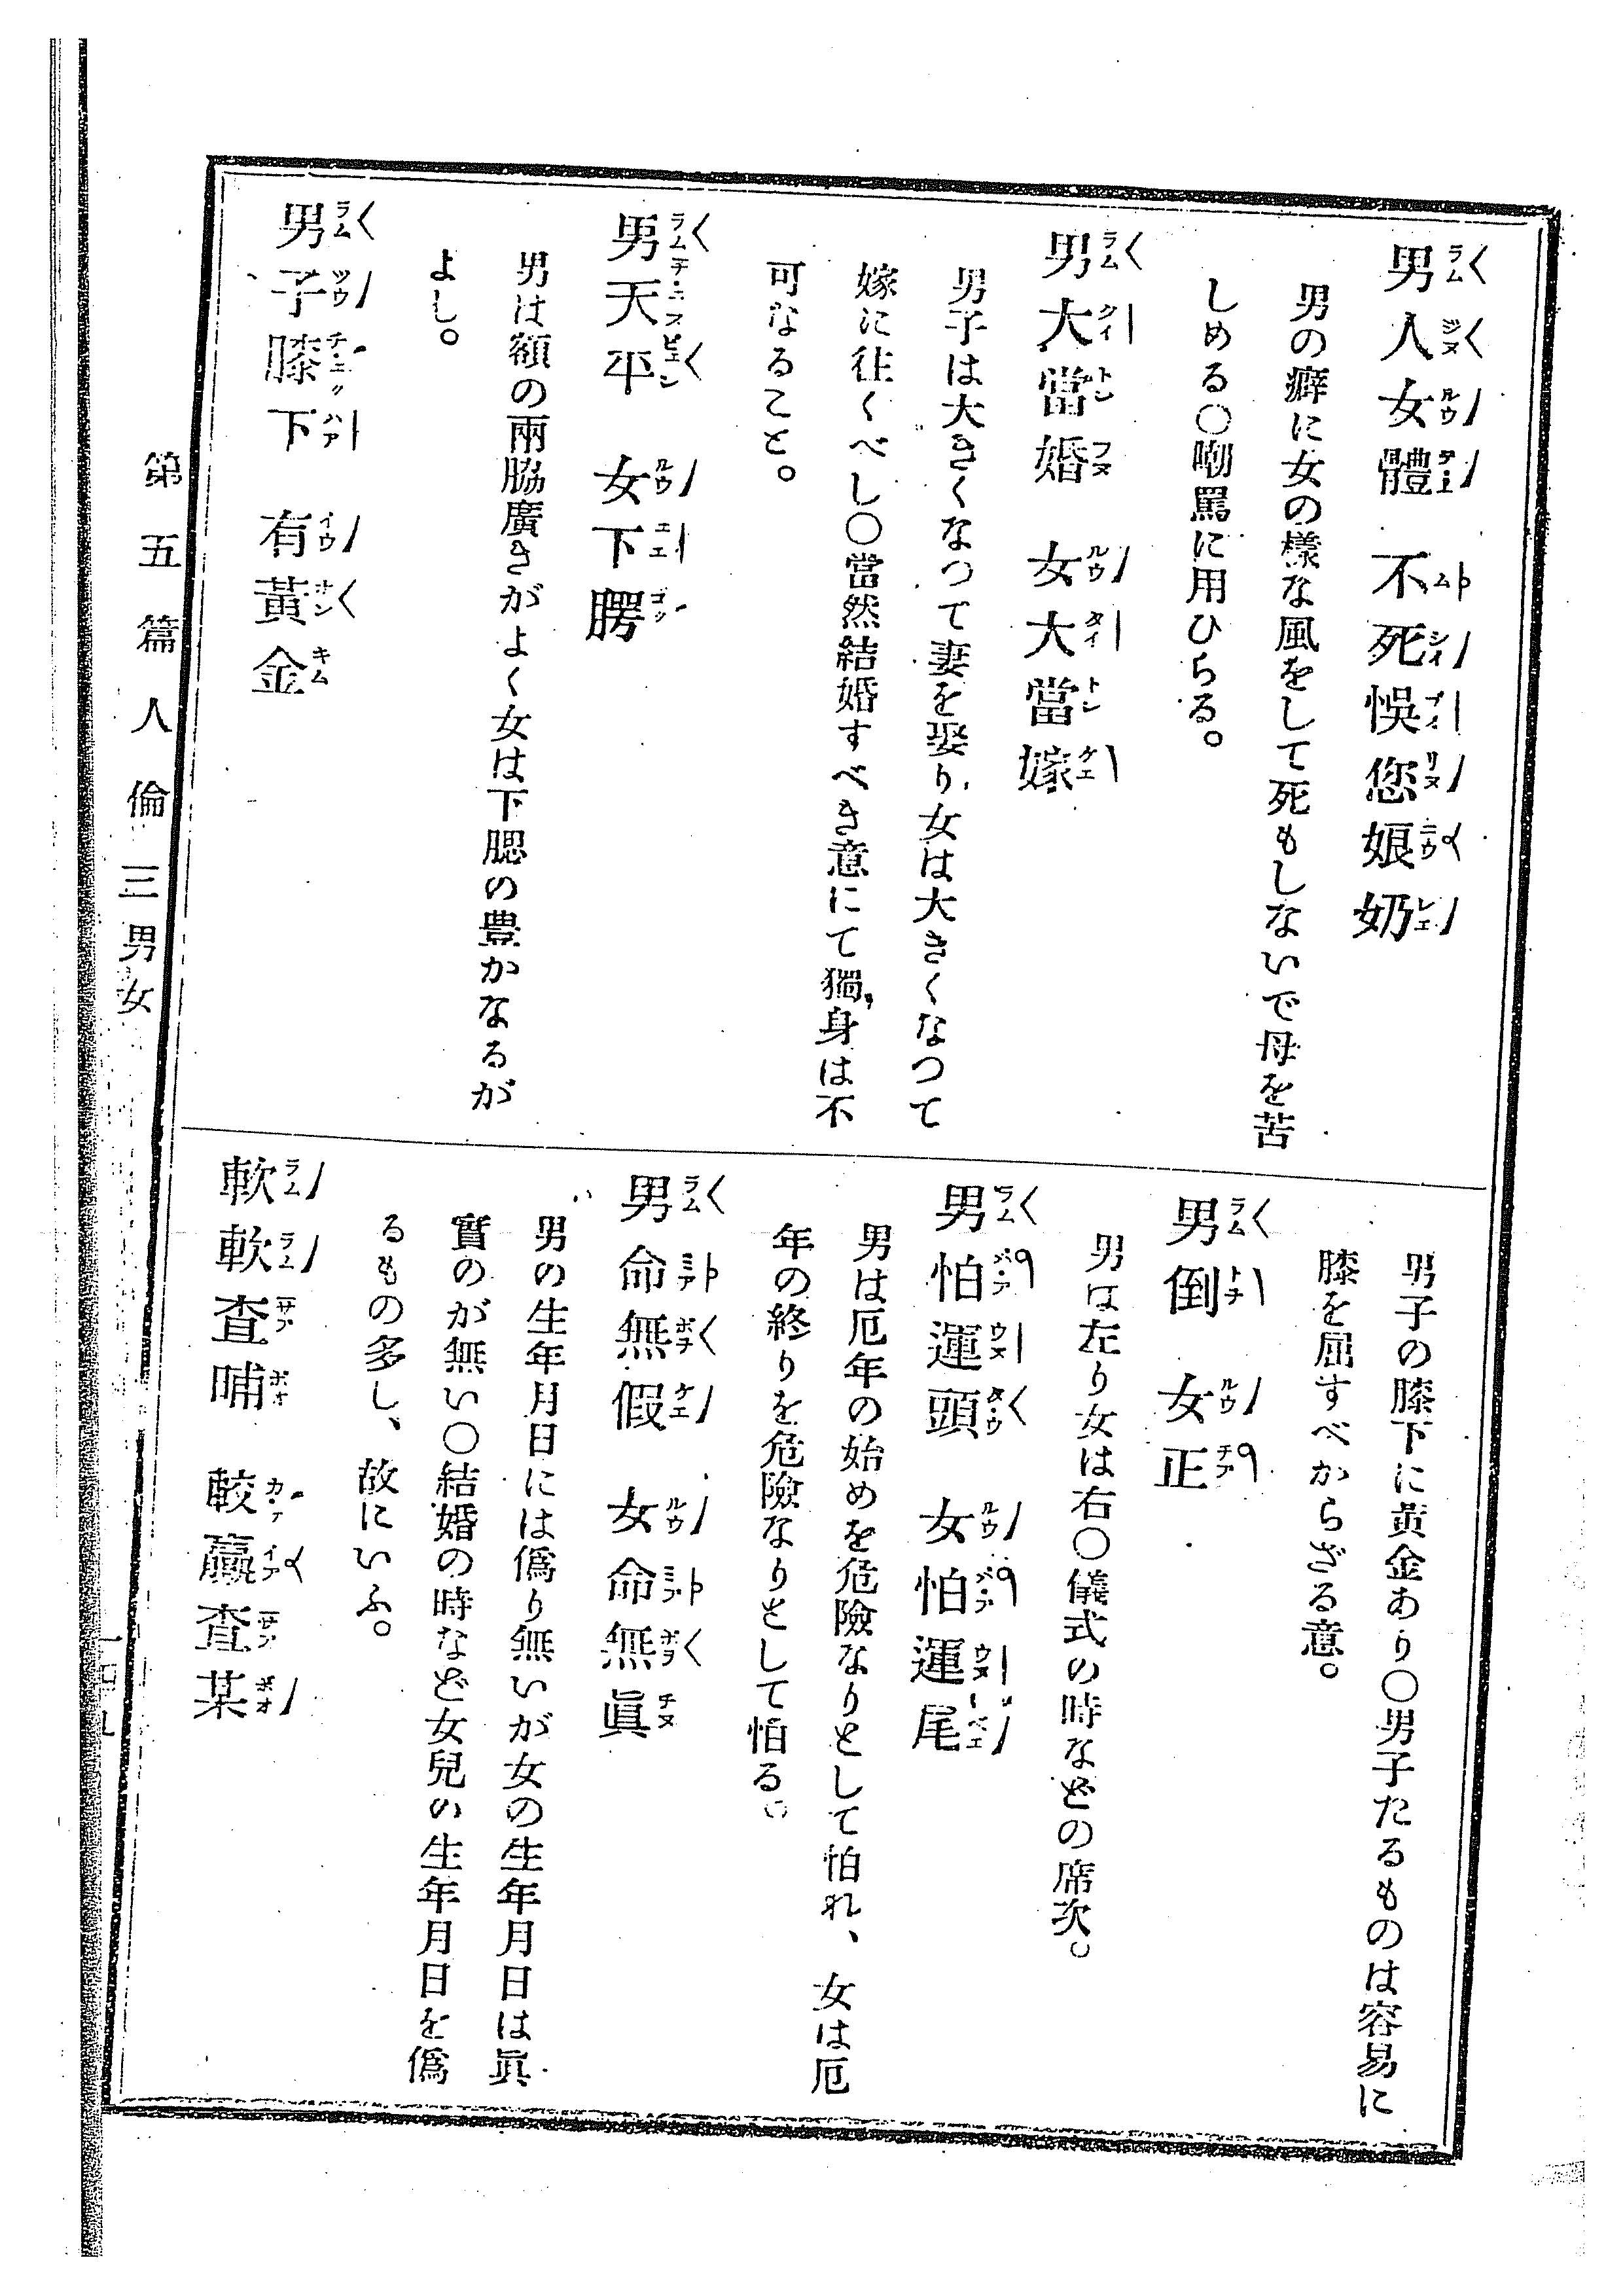 男人女體 不死悞您娘奶
男の癖に女の樣な風をして死もしないで母を苦
しめる〇嘲罵に用ひらる。
男大當婚 女大當嫁
男子は大きくなつて妻を娶り女は大きくなつて
嫁に往くべし〇當然結婚すべき意にて獨身は不
可なること。
男天平 女下腭
男は額の兩脇廣きがよく女は下腮の豊かなるが
よし。
男子膝下 有黃金
男子の膝下に黃金あり〇男子たるものは容易に
膝を屈すべからざる意。
男倒 女正
男は左り女は右〇儀式の時などの席次。
男怕運頭 女怕運尾
男は厄年の始めを危險なりとして怕れ、女は厄
年の終りを危險なりとして怕る。
男命無假 女命無眞
男の生年月日には僞り無いが女の生年月日は眞
實のが無い〇結婚の時など女兒の生年月日を僞
るもの多し、故にいふ。
軟軟査哺 較贏査某
第五篇 人倫 三男女